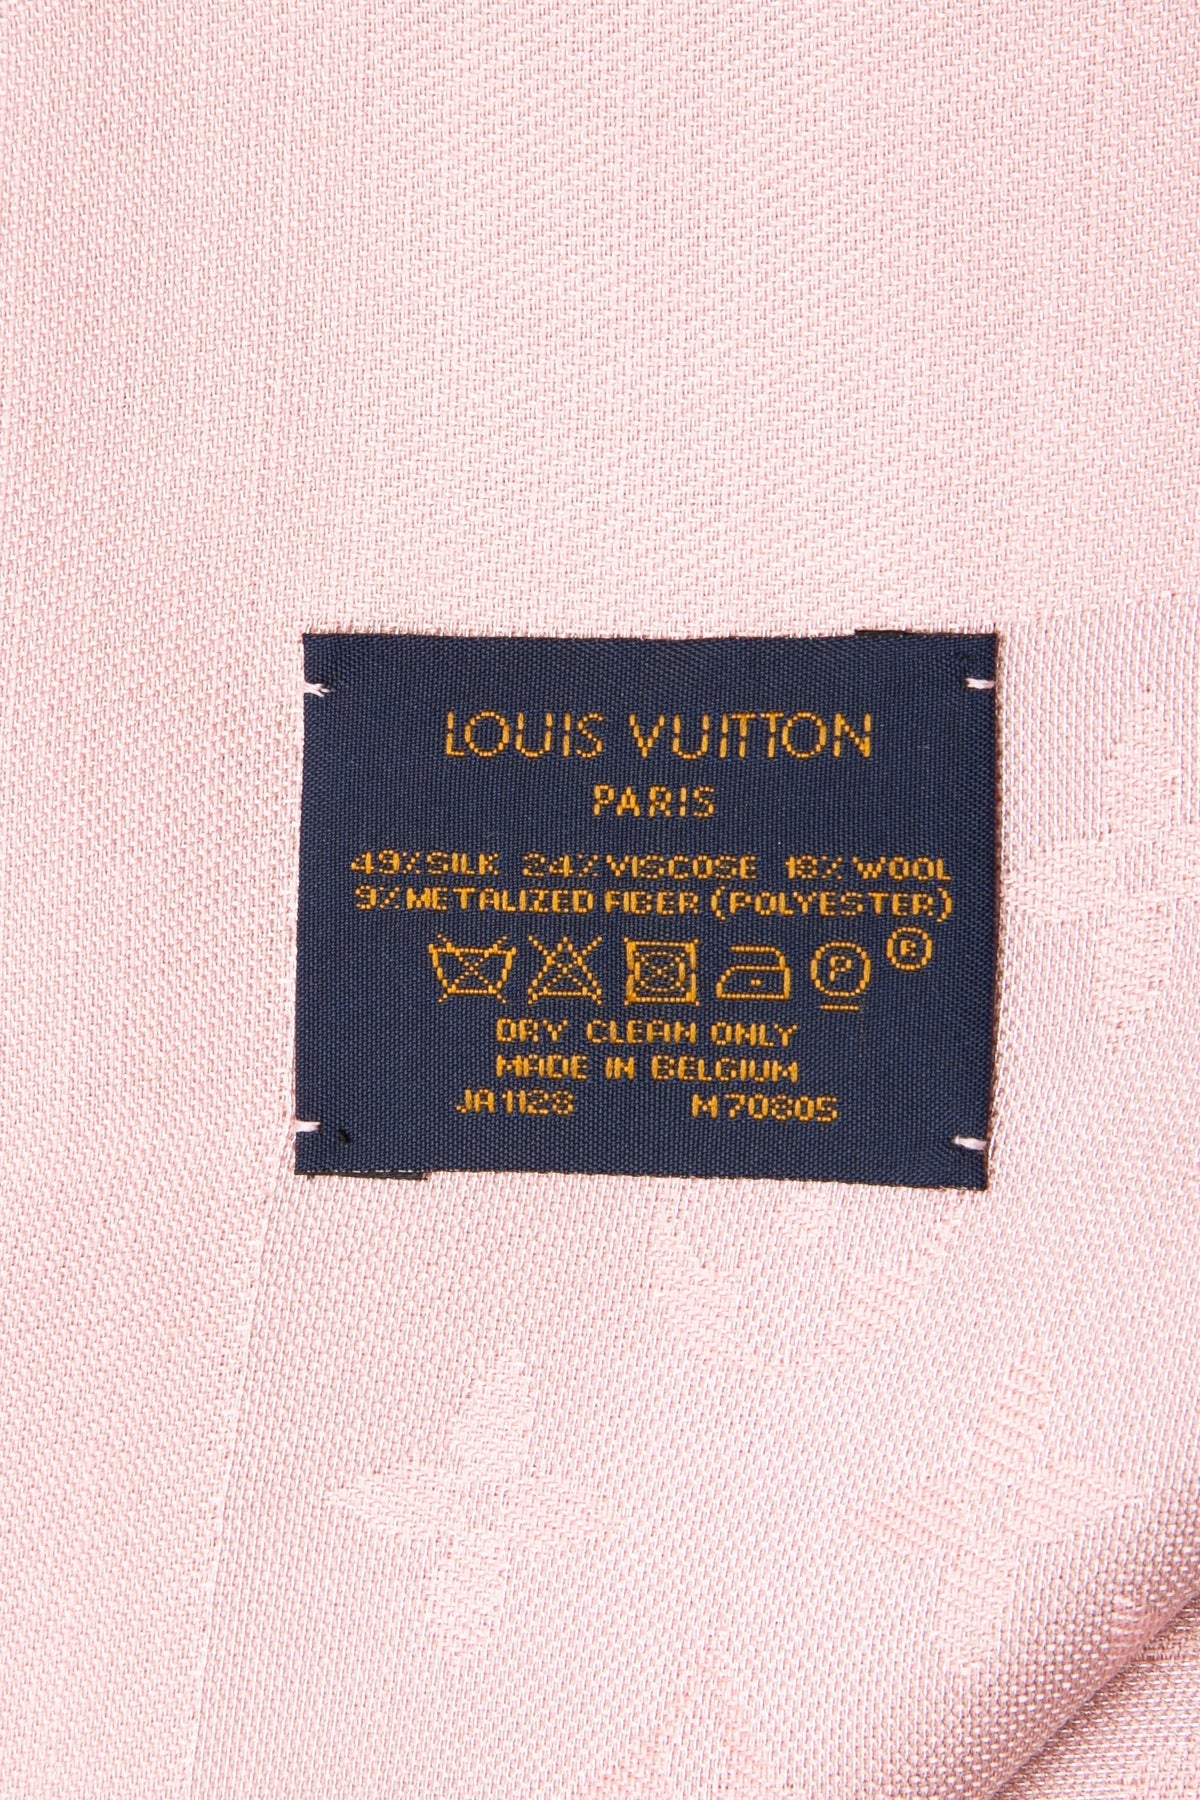 LOUIS VUITTON
PARIS
49% SILK 24% VISCOSE 18% WOOL
9% METALIZED FIBER (POLYESTER)
P ®
DRY CLEAN ONLY
MADE IN BELGIUM
JA1128 M70805